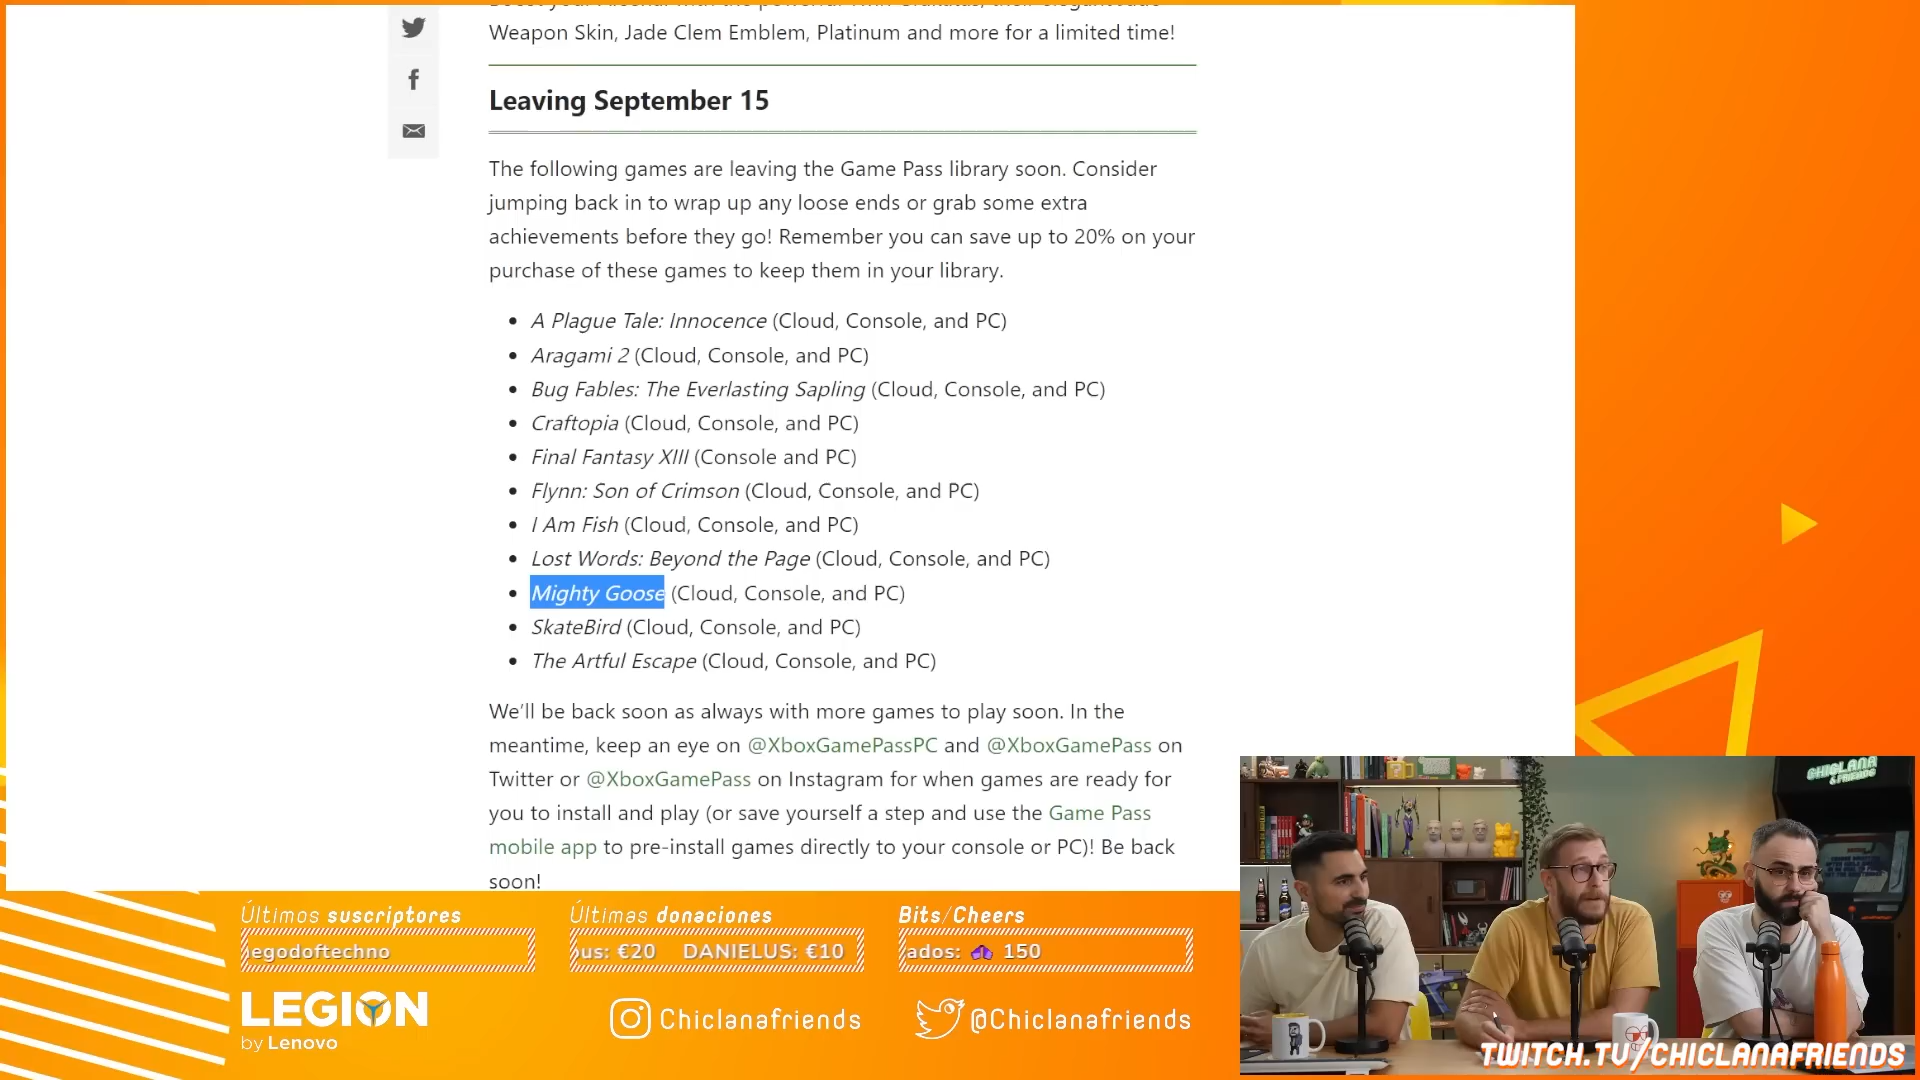 Weapon Skin, Jade Clem Emblem, Platinum and more for a limited time!
Leaving September 15
The following games are leaving the Game Pass library soon. Consider
jumping back in to wrap up any loose ends or grab some extra
achievements before they go! Remember you can save up to 20% on your
purchase of these games to keep them in your library.
• A Plague Tale: Innocence (Cloud, Console, and PC)
• Aragami 2 (Cloud, Console, and PC)
• Bug Fables: The Everlasting Sapling (Cloud, Console, and PC)
• Craftopia (Cloud, Console, and PC)
• Final Fantasy XIII (Console and PC)
• Flynn: Son of Crimson (Cloud, Console, and PC)
• I Am Fish (Cloud, Console, and PC)
• Lost Words: Beyond the Page (Cloud, Console, and PC)
• Mighty Goose (Cloud, Console, and PC)
• SkateBird (Cloud, Console, and PC)
• The Artful Escape (Cloud, Console, and PC)
We'll be back soon as always with more games to play soon. In the
meantime, keep an eye on @XboxGamePassPC and @XboxGamePass on
Twitter or @XboxGamePass on Instagram for when games are ready for
you to install and play (or save yourself a step and use the Game Pass
mobile app to pre-install games directly to your console or PC)! Be back
soon!
CHICLANA
& FRIENDS
Últimos suscriptores
egodoftechno
Últimas donaciones
us: €20 DANIELUS: €10
Bits/Cheers
ados: 150
LEGION
by Lenovo
Chiclanafriends
@Chiclanafriends
TWITCH.TV/CHICLANAFRIENDS